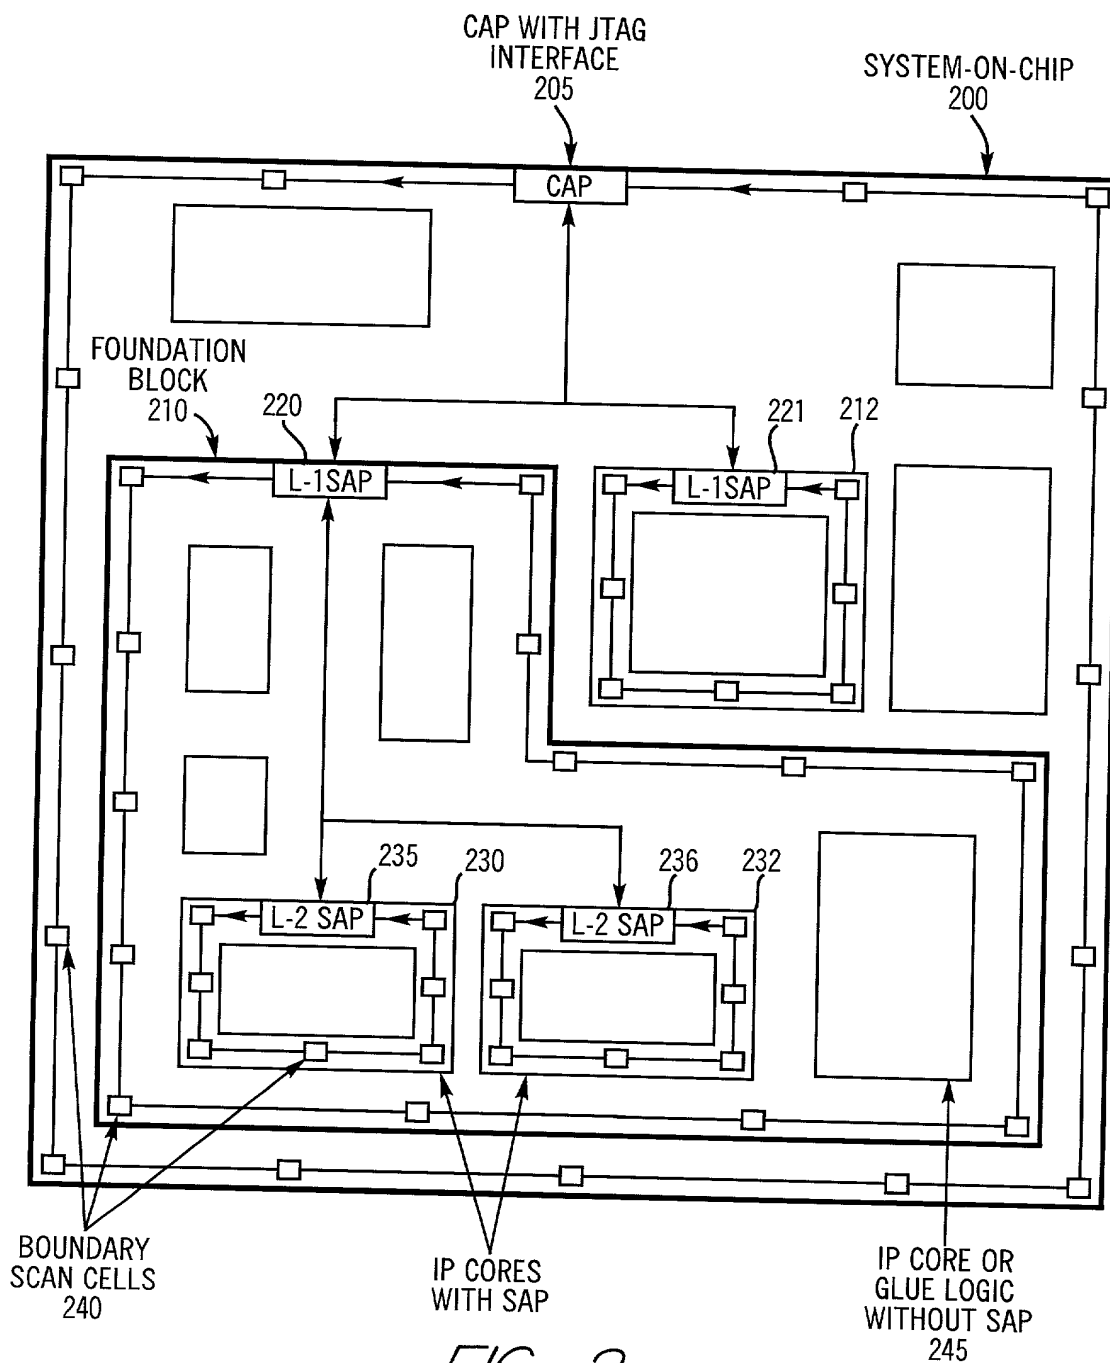 CAP WITH JTAG
INTERFACE
205
SYSTEM-ON-CHIP
200
CAP
FOUNDATION
BLOCK
210
220
221
212
L-1SAP
L-1SAP
235
230
236
232
L-2 SAP
L-2 SAP
BOUNDARY
SCAN CELLS
240
IP CORES
WITH SAP
IP CORE OR
GLUE LOGIC
WITHOUT SAP
245